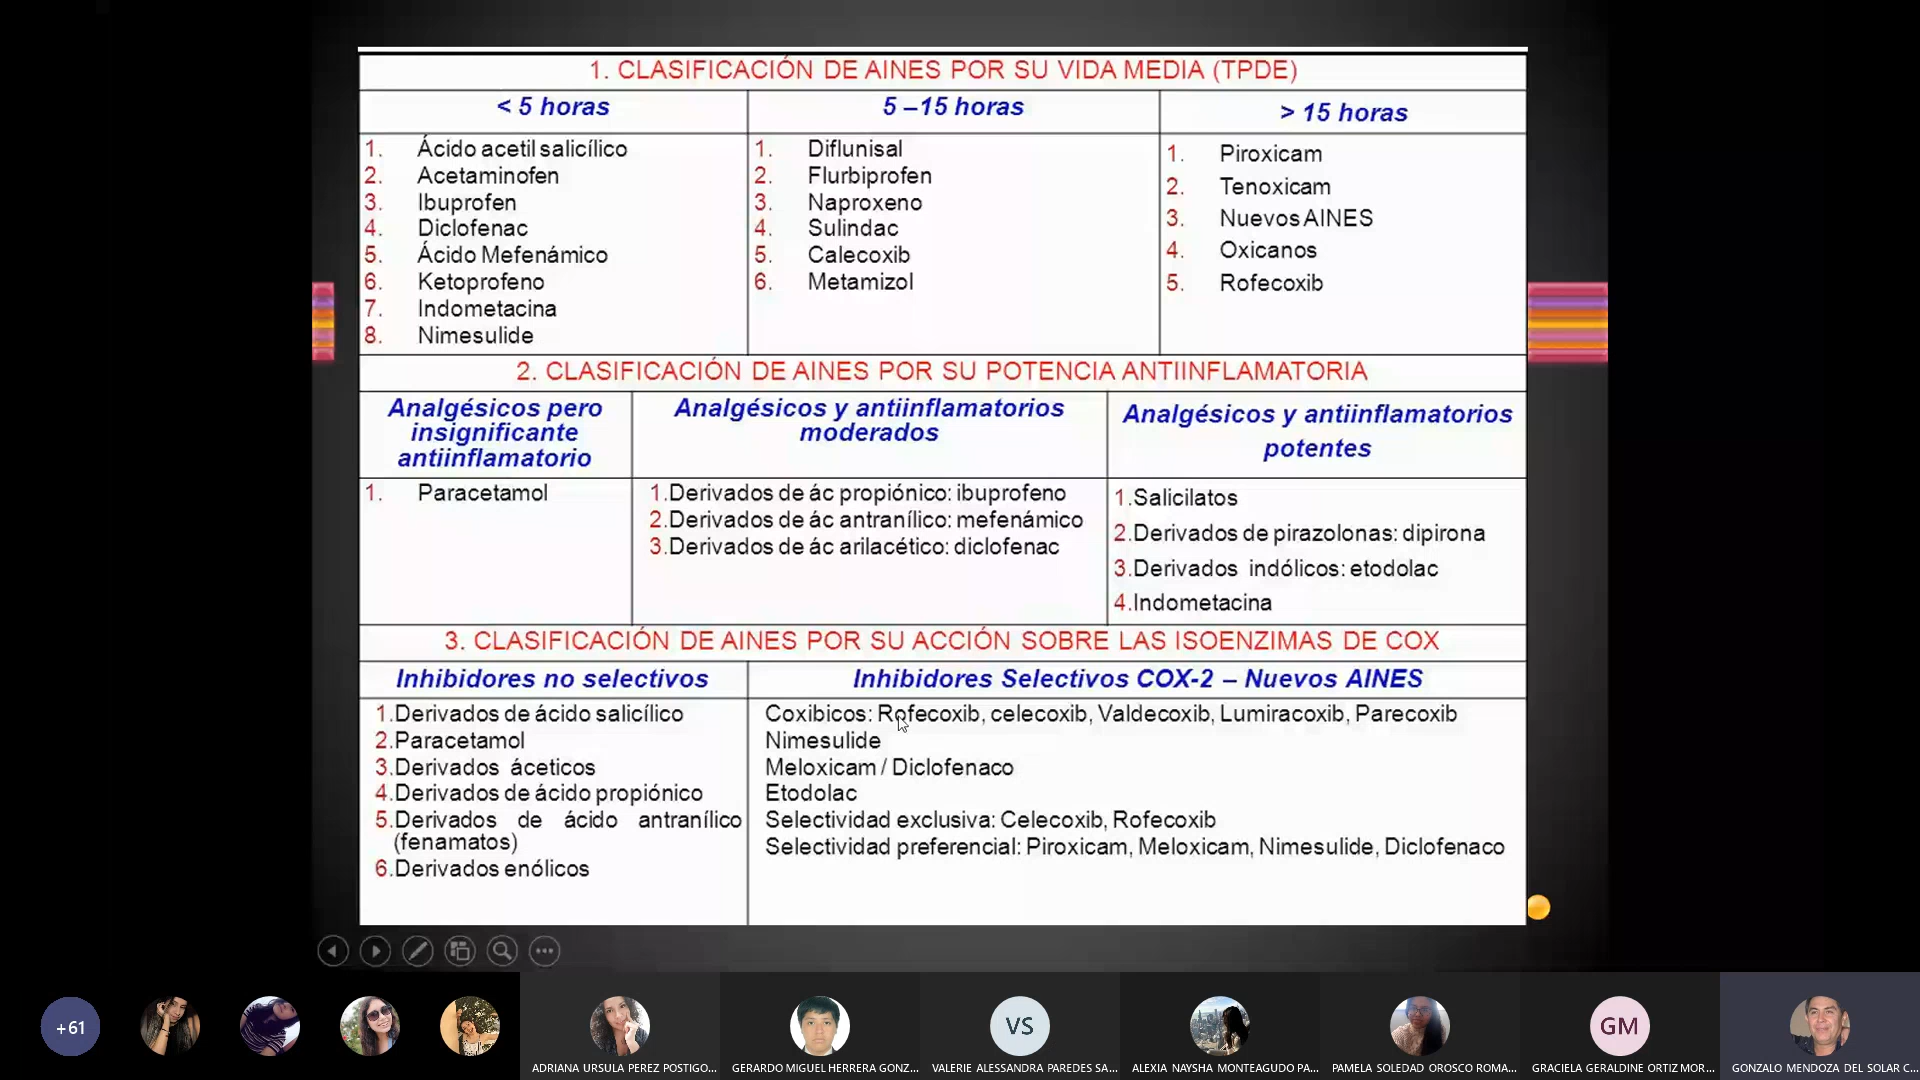 1. CLASIFICACIÓN DE AINES POR SU VIDA MEDIA (TPDE)
< 5 horas
5 –15 horas
> 15 horas
1. Ácido acetil salicílico
2. Acetaminofen
3. Ibuprofen
4. Diclofenac
5. Ácido Mefenámico
6. Ketoprofeno
7. Indometacina
8. Nimesulide
1. Diflunisal
2. Flurbiprofen
3. Naproxeno
4. Sulindac
5. Calecoxib
6. Metamizol
1. Piroxicam
2. Tenoxicam
3. Nuevos AINES
4. Oxicanos
5. Rofecoxib
2. CLASIFICACIÓN DE AINES POR SU POTENCIA ANTIINFLAMATORIA
Analgésicos pero
insignificante
antiinflamatorio
Analgésicos y antiinflamatorios
moderados
Analgésicos y antiinflamatorios
potentes
1. Paracetamol
1.Derivados de ác propiónico: ibuprofeno
2.Derivados de ác antranílico: mefenámico
3.Derivados de ác arilacético: diclofenac
1.Salicilatos
2.Derivados de pirazolonas: dipirona
3.Derivados indólicos: etodolac
4.Indometacina
3. CLASIFICACIÓN DE AINES POR SU ACCIÓN SOBRE LAS ISOENZIMAS DE COX
Inhibidores no selectivos
Inhibidores Selectivos COX-2 – Nuevos AINES
1.Derivados de ácido salicílico
2.Paracetamol
3.Derivados áceticos
4.Derivados de ácido propiónico
5.Derivados de ácido antranílico
(fenamatos)
6.Derivados enólicos
Coxibicos: Rofecoxib, celecoxib, Valdecoxib, Lumiracoxib, Parecoxib
Nimesulide
Meloxicam / Diclofenaco
Etodolac
Selectividad exclusiva: Celecoxib, Rofecoxib
Selectividad preferencial: Piroxicam, Meloxicam, Nimesulide, Diclofenaco
+61
VS
GM
ADRIANA URSULA PEREZ POSTIGO...
GERARDO MIGUEL HERRERA GONZ...
VALERIE ALESSANDRA PAREDES SA...
ALEXIA NAYSHA MONTEAGUDO PA...
PAMELA SOLEDAD OROSCO ROMA...
GRACIELA GERALDINE ORTIZ MOR...
GONZALO MENDOZA DEL SOLAR C...